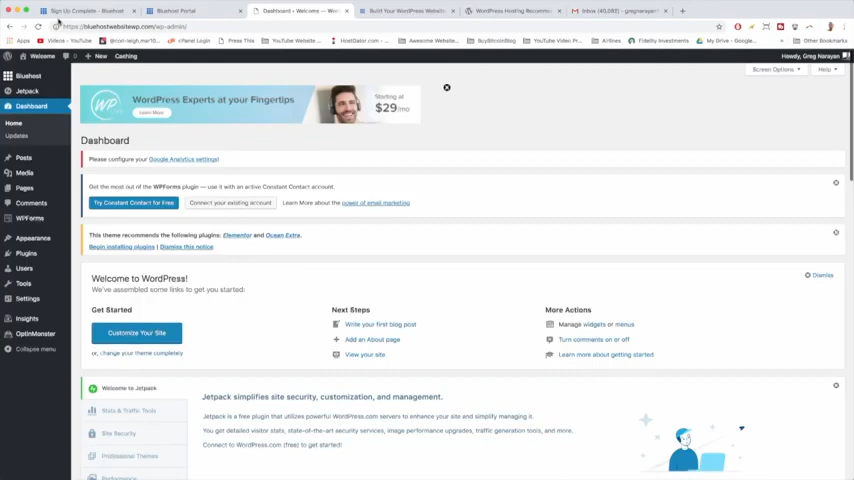 Sign Up Complete - Bluehost
Bluehost Portal
Dashboard ‹ Welcome — Wor
Built Your WordPress Website
WordPress Hosting Recomm
Inbox (40,092) - gregnarayan
https://bluehostwebsitewp.com/wp-admin/
Apps
Videos - YouTube
@cori-leigh.mar
cPanel Login
Press This
YouTube Website
HostGator.com
Awesome Website
BuyBitcoinBlog
YouTube Video Pr
Airlines
Fidelity Investments
My Drive - Google
Other Bookmarks
Welcome
0
+ New
Caching
Howdy, Greg Narayan
Screen Options
Help
Bluehost
Jetpack
Dashboard
Home
Updates
Posts
Media
Pages
Comments
WPForms
Appearance
Plugins
Users
Tools
Settings
Insights
OptinMonster
Collapse menu
WP
WordPress Experts at your Fingertips
Learn More
Starting at
$29/mo
Dashboard
Please configure your Google Analytics settings!
Get the most out of the WPForms plugin — use it with an active Constant Contact account.
Try Constant Contact for Free
Connect your existing account
Learn More about the power of email marketing
This theme recommends the following plugins: Elementor and Ocean Extra.
Begin installing plugins | Dismiss this notice
Welcome to WordPress!
Dismiss
We've assembled some links to get you started:
Get Started
Customize Your Site
or, change your theme completely
Next Steps
Write your first blog post
Add an About page
View your site
More Actions
Manage widgets or menus
Turn comments on or off
Learn more about getting started
Welcome to Jetpack
Stats & Traffic Tools
Site Security
Professional Themes
Performance
Jetpack simplifies site security, customization, and management.
Jetpack is a free plugin that utilizes powerful WordPress.com servers to enhance your site and simplify managing it.
You get detailed visitor stats, state-of-the-art security services, image performance upgrades, traffic generation tools, and more.
Connect to WordPress.com (free) to get started!